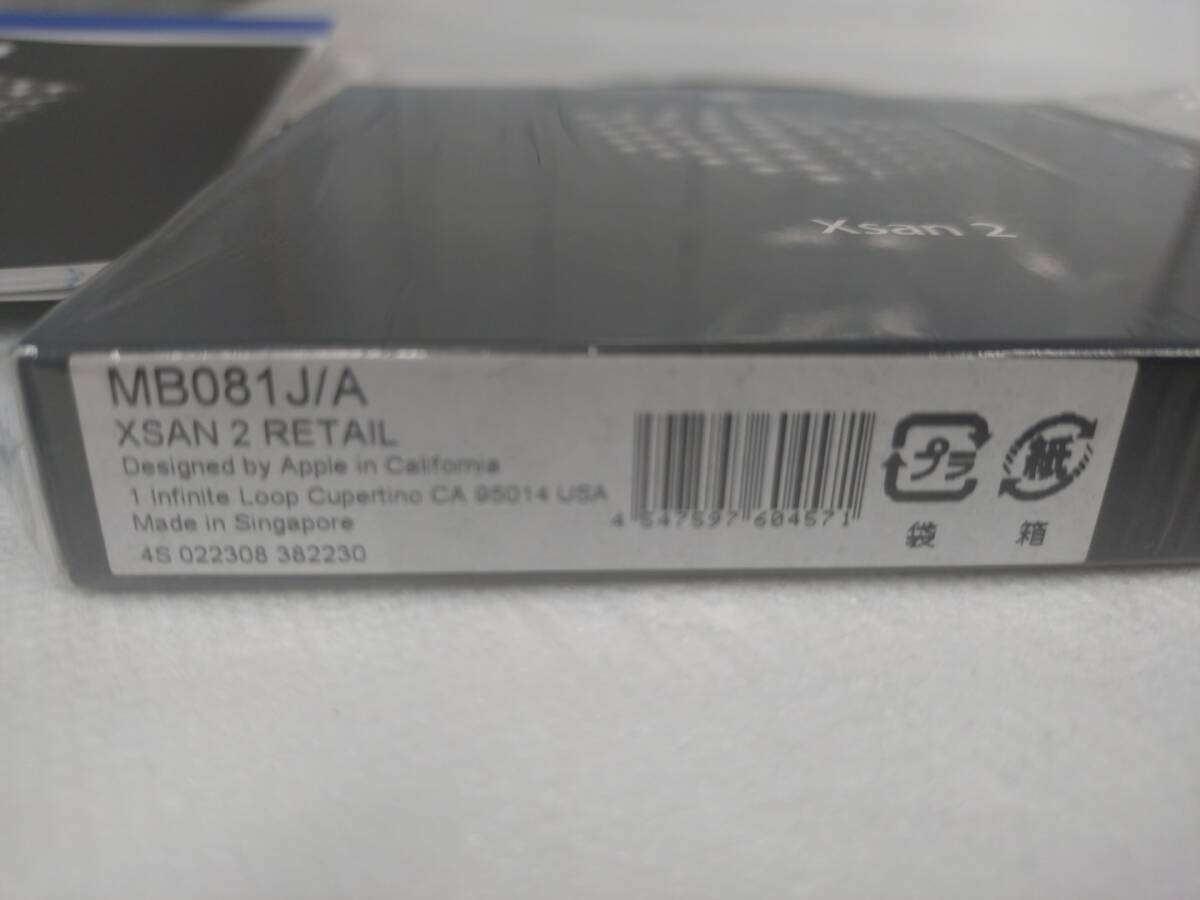 Xsan 2
MB081J/A
XSAN 2 RETAIL
Designed by Apple in California
1 Infinite Loop Cupertino CA 95014 USA
Made in Singapore
4S 022308 382230
4 547597 604571
プラ
袋
紙
箱